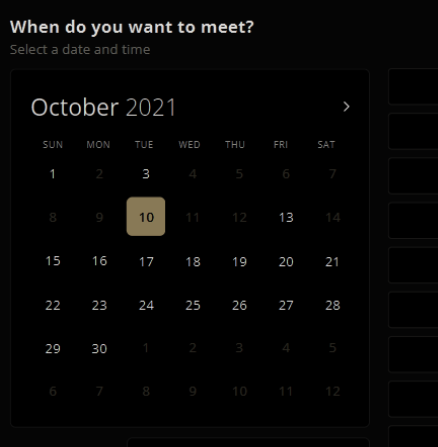 When do you want to meet?
Select a date and time
October 2021 >
SUN MON TUE WED THU FRI SAT
1 2 3 4 5 6 7
8 9 10 11 12 13 14
15 16 17 18 19 20 21
22 23 24 25 26 27 28
29 30 1 2 3 4 5
6 7 8 9 10 11 12